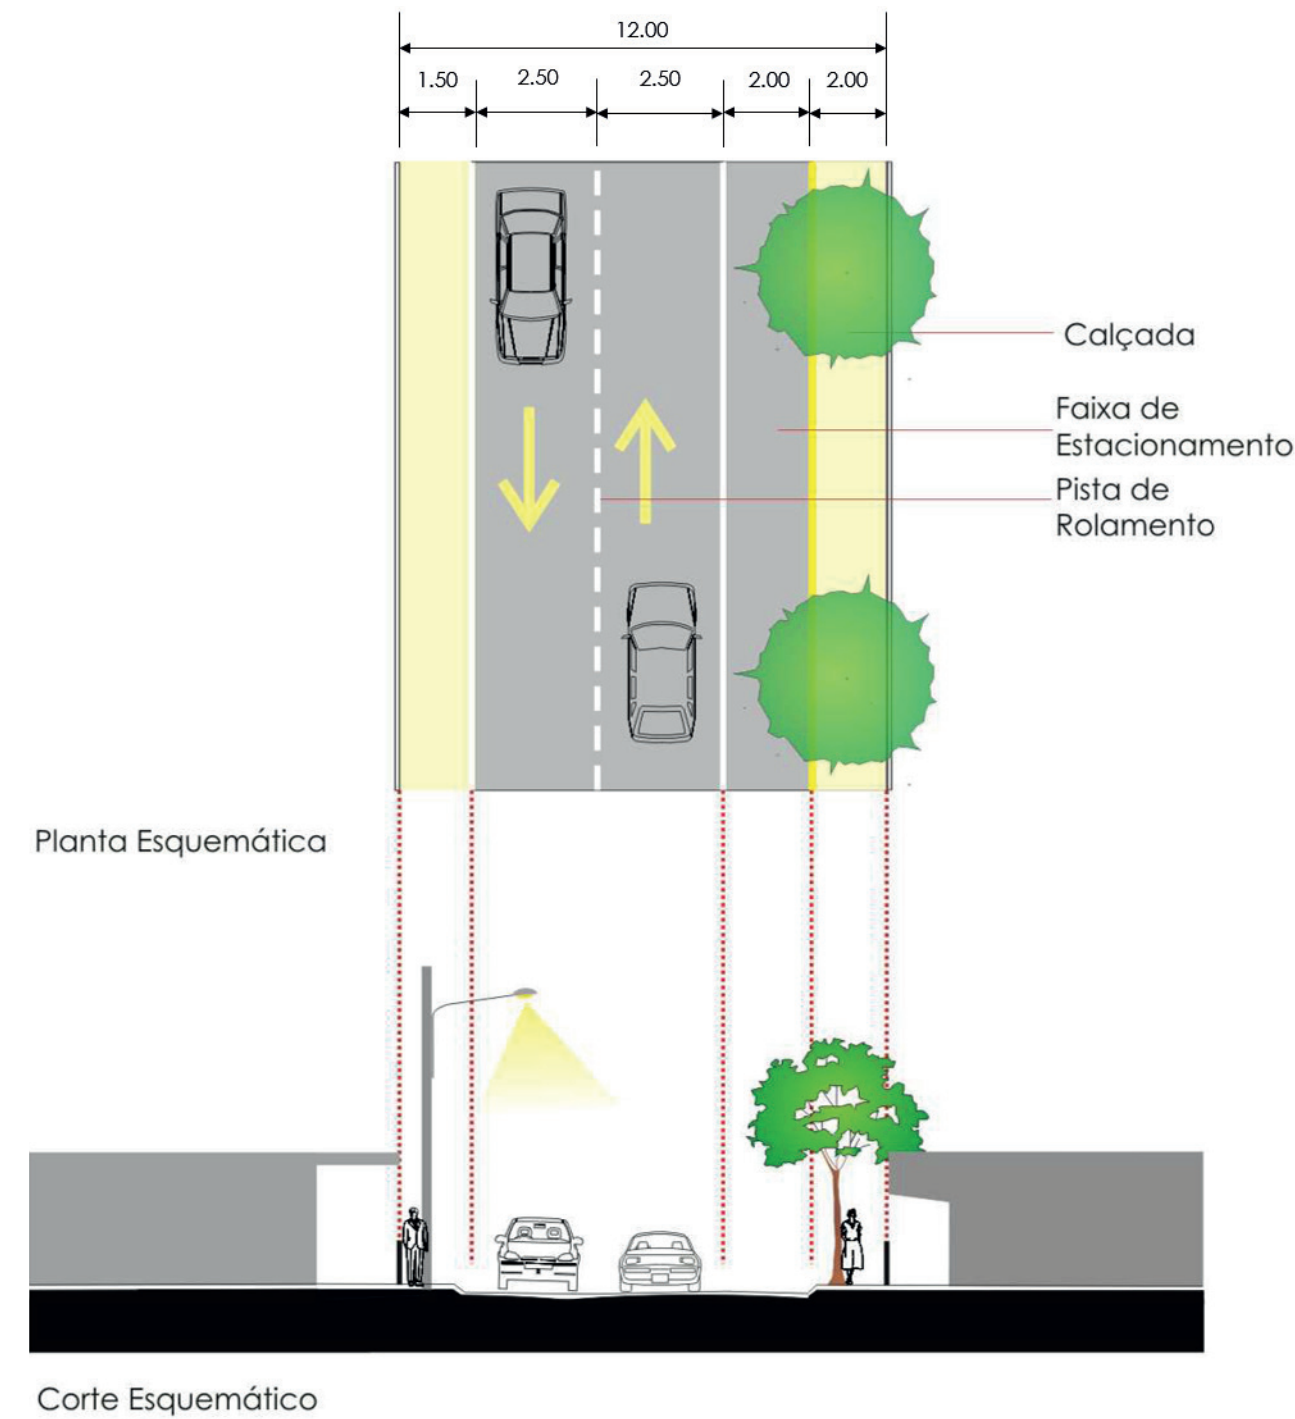 12.00
1.50 2.50 2.50 2.00 2.00
Calçada
Faixa de
Estacionamento
Pista de
Rolamento
Planta Esquemática
Corte Esquemático